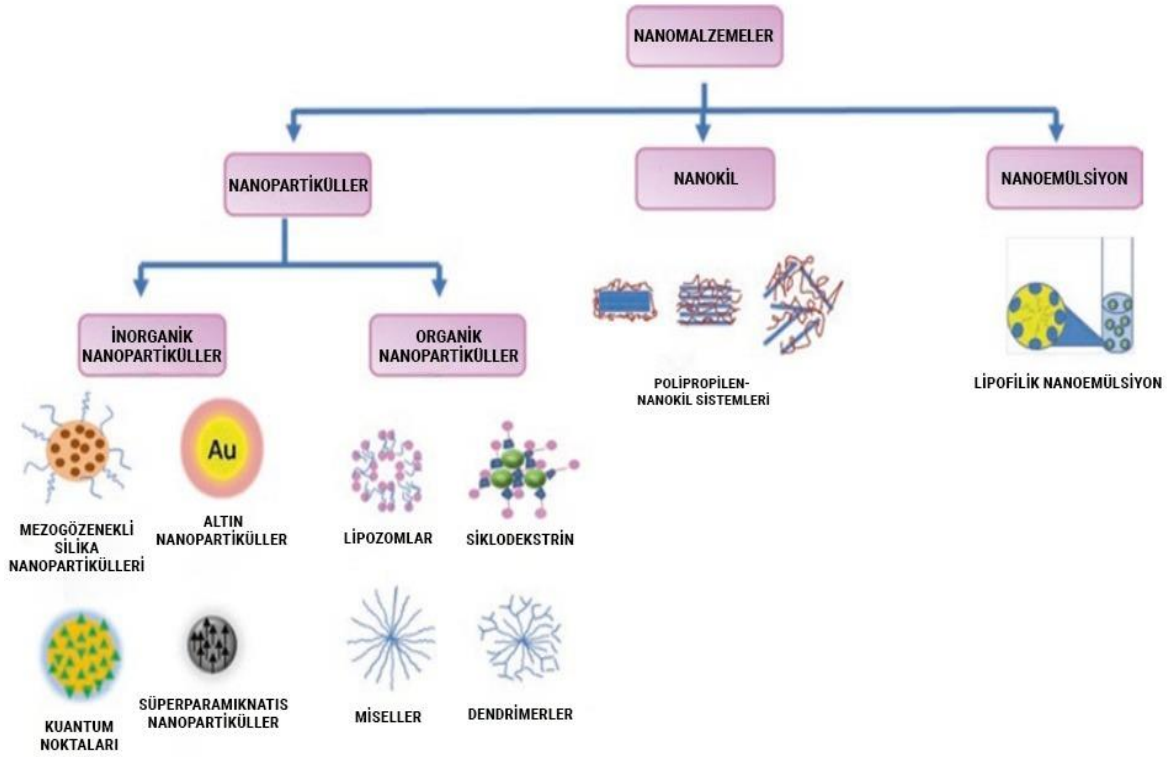 NANOMALZEMELER
NANOPARTİKÜLLER
NANOKİL
NANOEMÜLSİYON
İNORGANİK
NANOPARTİKÜLLER
ORGANİK
NANOPARTİKÜLLER
POLİPROPİLEN-
NANOKİL SİSTEMLERİ
LİPOFİLİK NANOEMÜLSİYON
Au
MEZOGÖZENEKLİ
SİLİKA
NANOPARTİKÜLLERİ
ALTIN
NANOPARTİKÜLLER
LİPOZOMLAR
SİKLODEKSTRİN
KUANTUM
NOKTALARI
SÜPERPARAMIKNATIS
NANOPARTİKÜLLER
MİSELLER
DENDRİMERLER